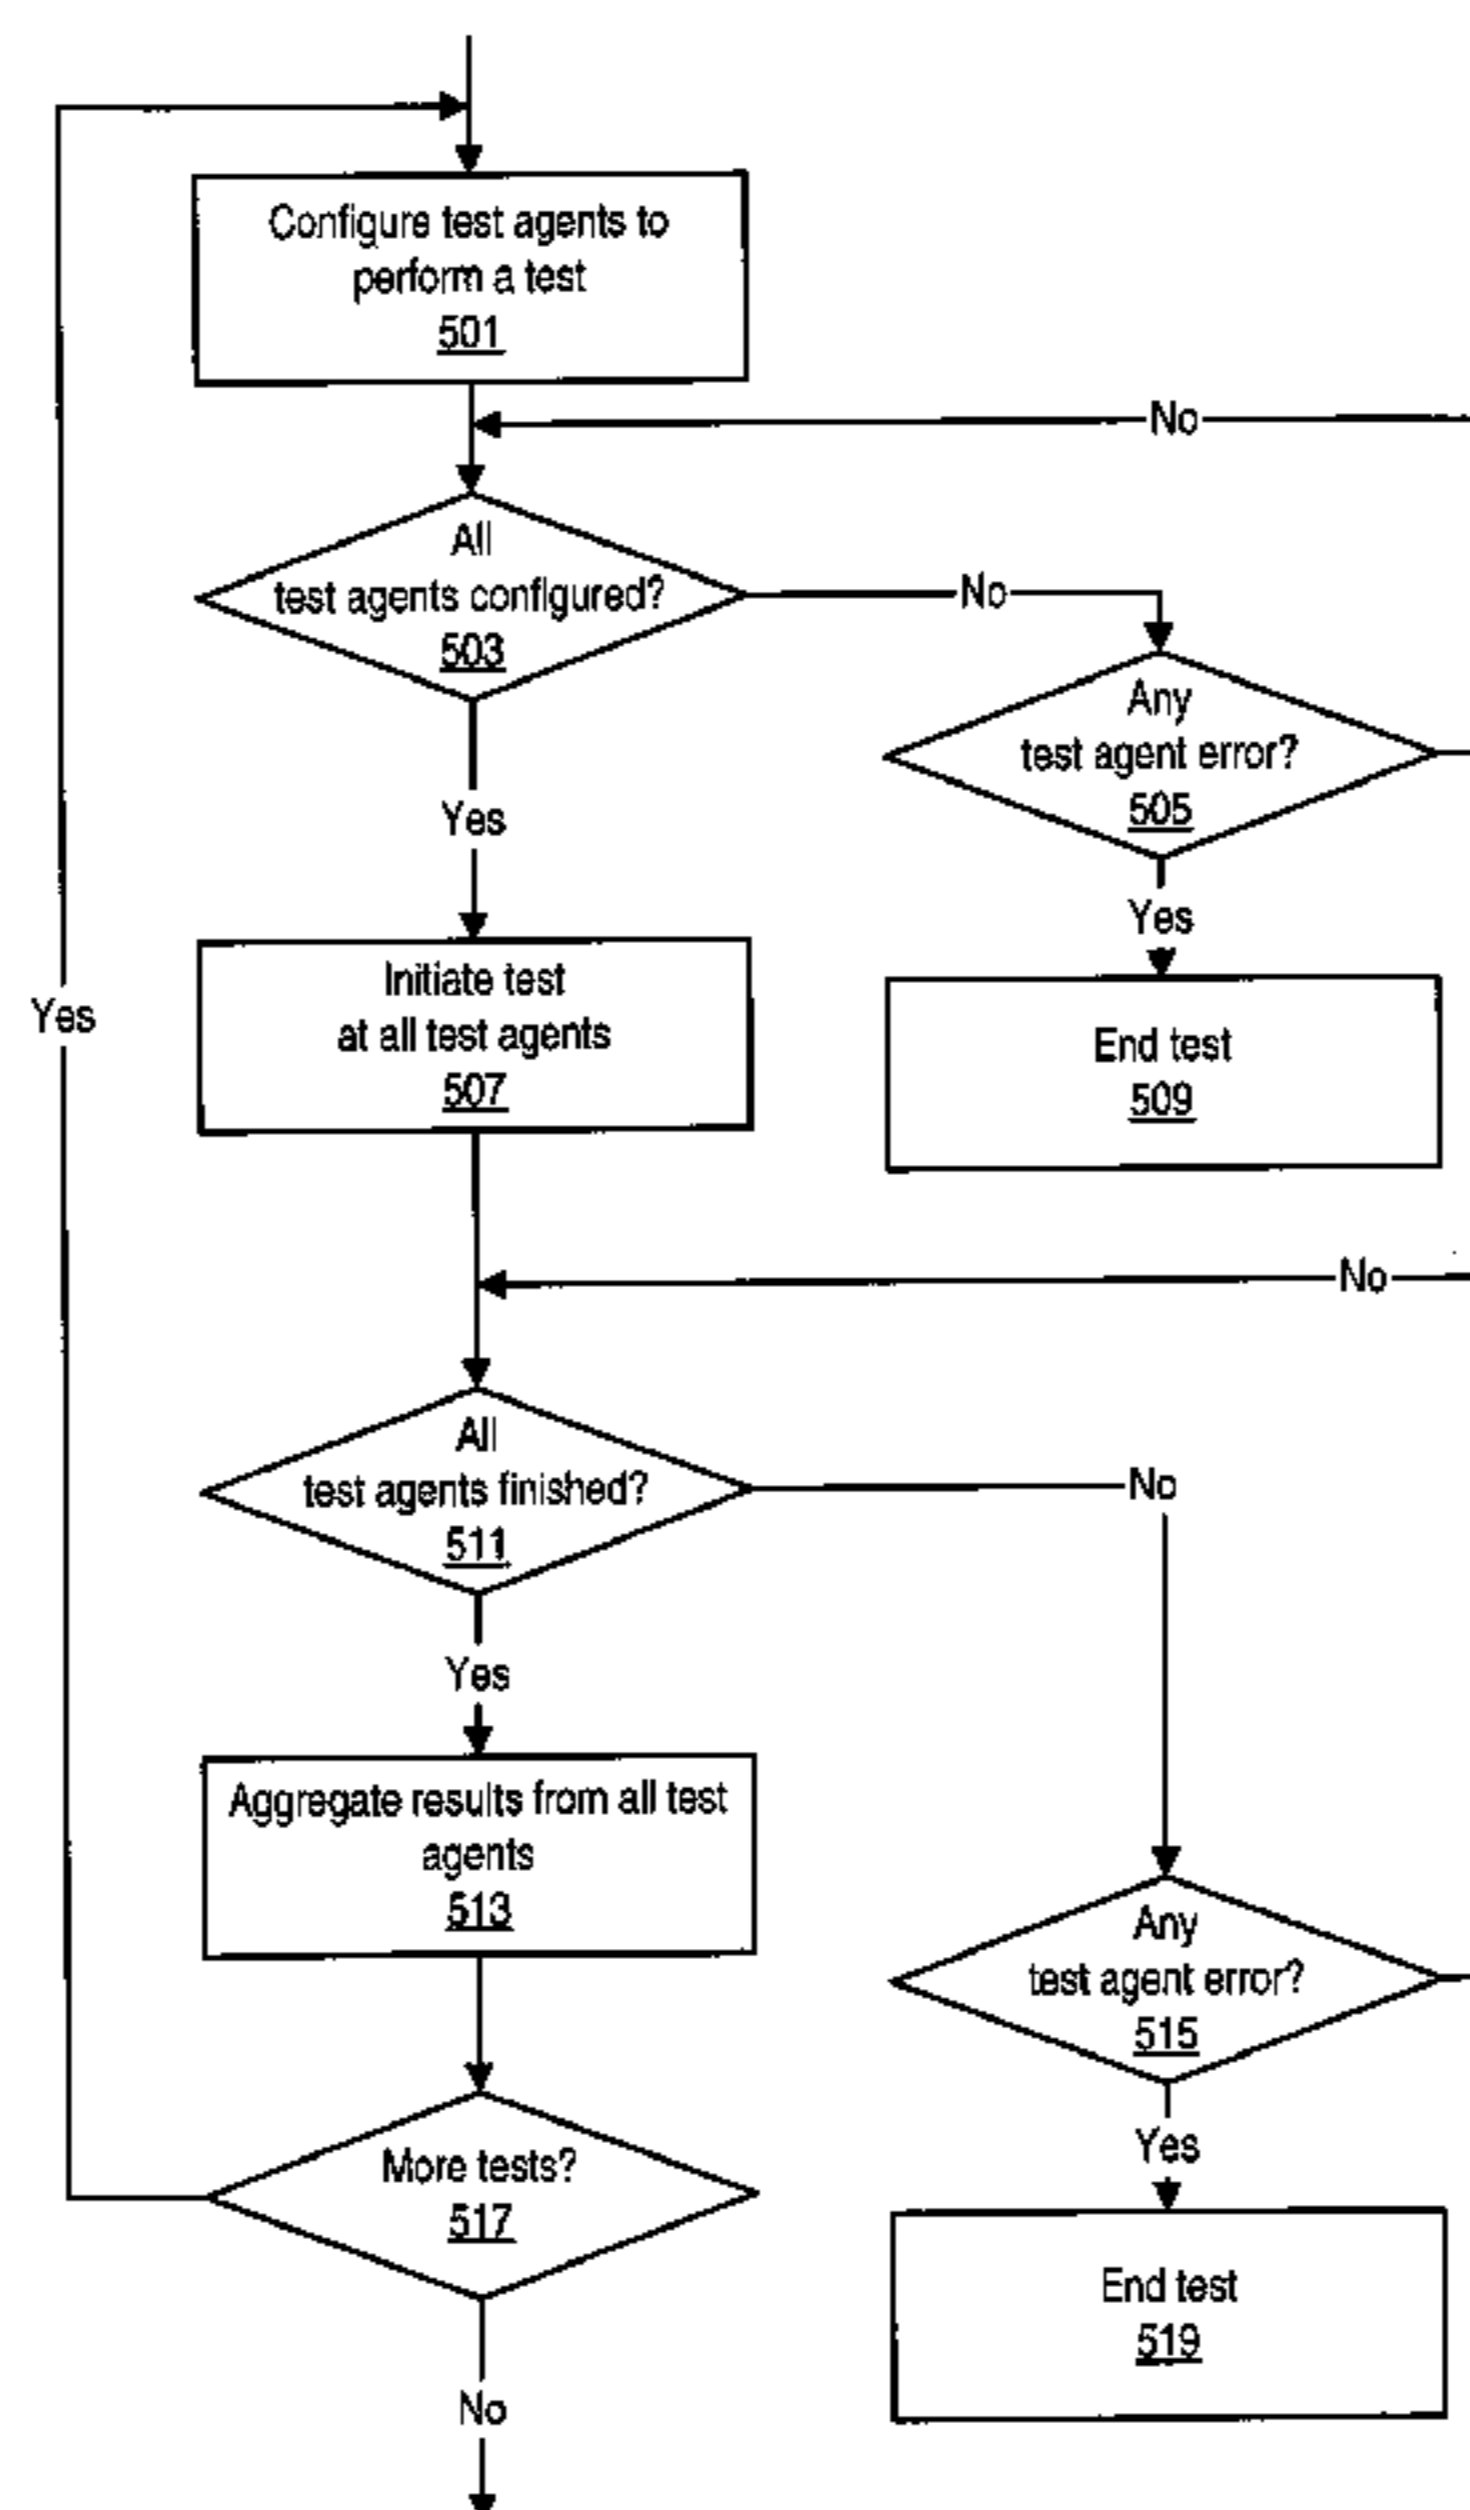 Configure test agents to
perform a test
501
No
All
test agents configured?
503
No
Any
test agent error?
505
Yes
Yes
Initiate test
at all test agents
507
End test
509
Yes
No
All
test agents finished?
511
No
Yes
Aggregate results from all test
agents
513
Any
test agent error?
515
Yes
More tests?
517
End test
519
No